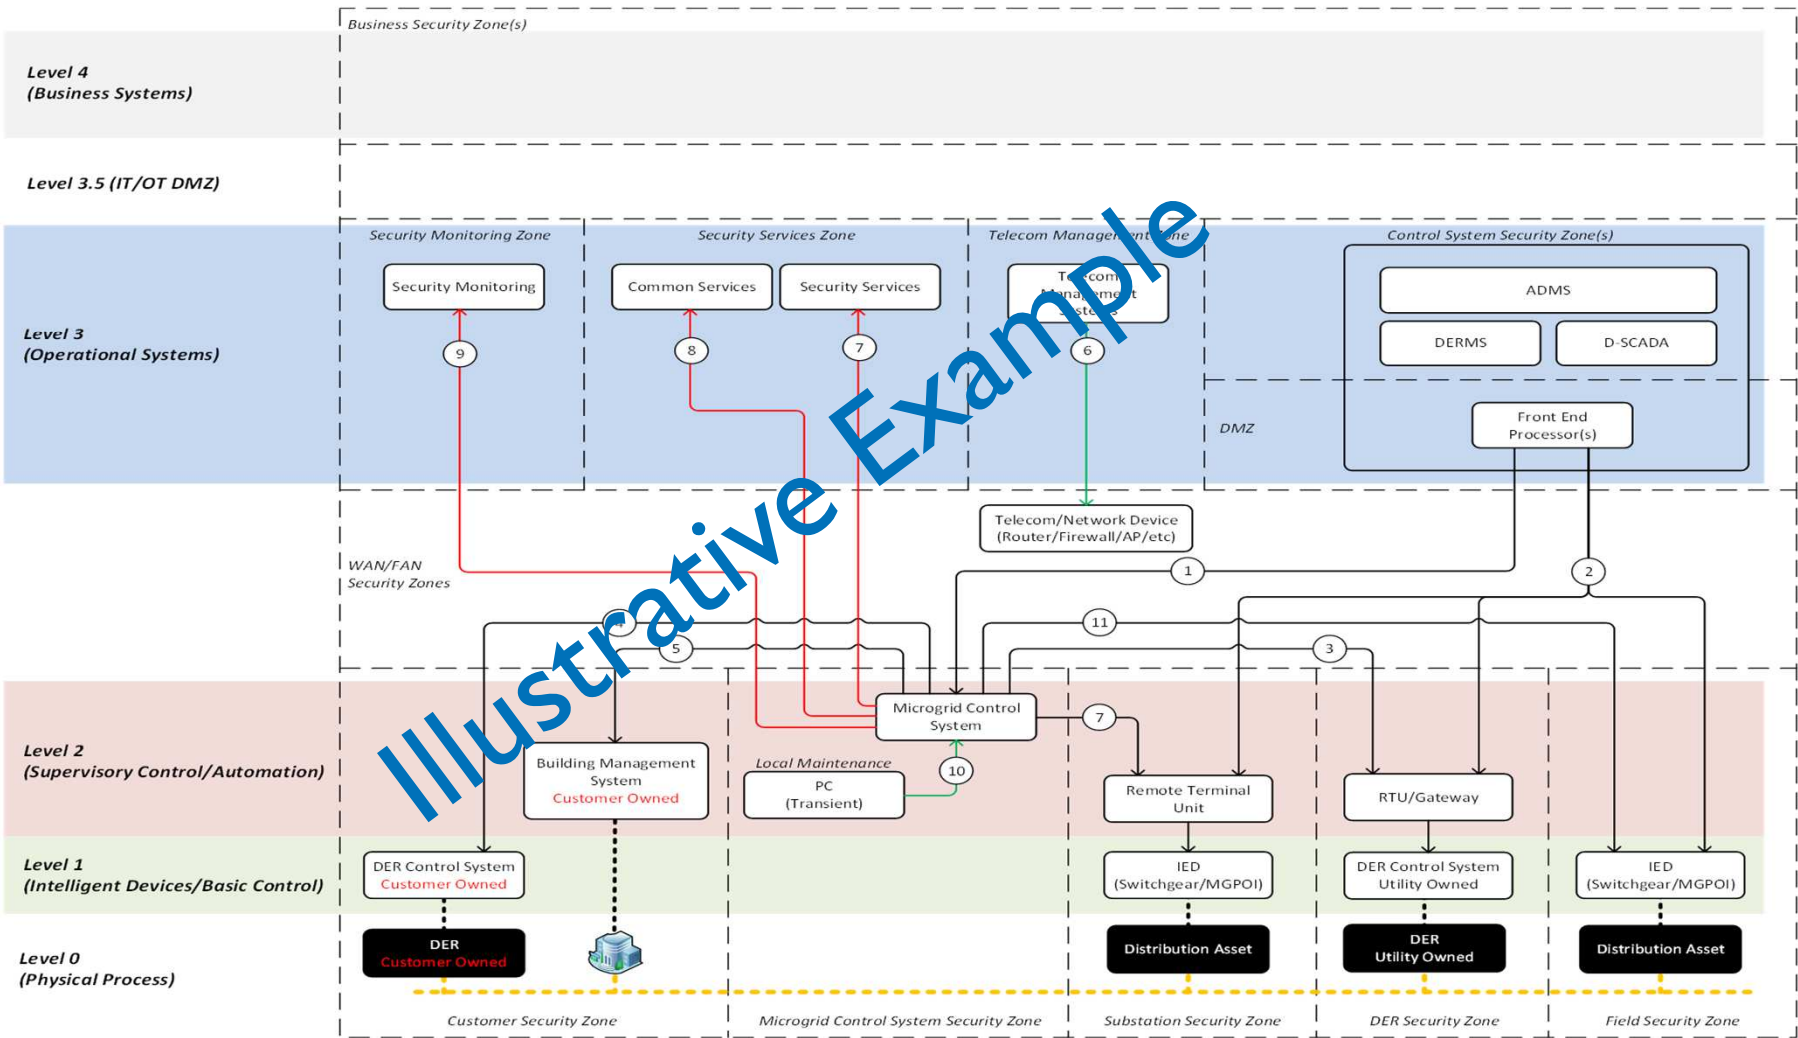 Business Security Zone(s)
Level 4
(Business Systems)
Level 3.5 (IT/OT DMZ)
Security Monitoring Zone
Security Services Zone
Telecom Management Zone
Control System Security Zone(s)
Security Monitoring
Common Services
Security Services
Telecom
Management
Systems
ADMS
DERMS
D-SCADA
Level 3
(Operational Systems)
9
8
7
6
DMZ
Front End
Processor(s)
Telecom/Network Device
(Router/Firewall/AP/etc)
WAN/FAN
Security Zones
1
2
4
11
5
3
Illustrative Example
Level 2
(Supervisory Control/Automation)
Microgrid Control
System
7
Building Management
System
Customer Owned
Local Maintenance
PC
(Transient)
10
Remote Terminal
Unit
RTU/Gateway
Level 1
(Intelligent Devices/Basic Control)
DER Control System
Customer Owned
IED
(Switchgear/MGPOI)
DER Control System
Utility Owned
IED
(Switchgear/MGPOI)
Level 0
(Physical Process)
DER
Customer Owned
Distribution Asset
DER
Utility Owned
Distribution Asset
Customer Security Zone
Microgrid Control System Security Zone
Substation Security Zone
DER Security Zone
Field Security Zone